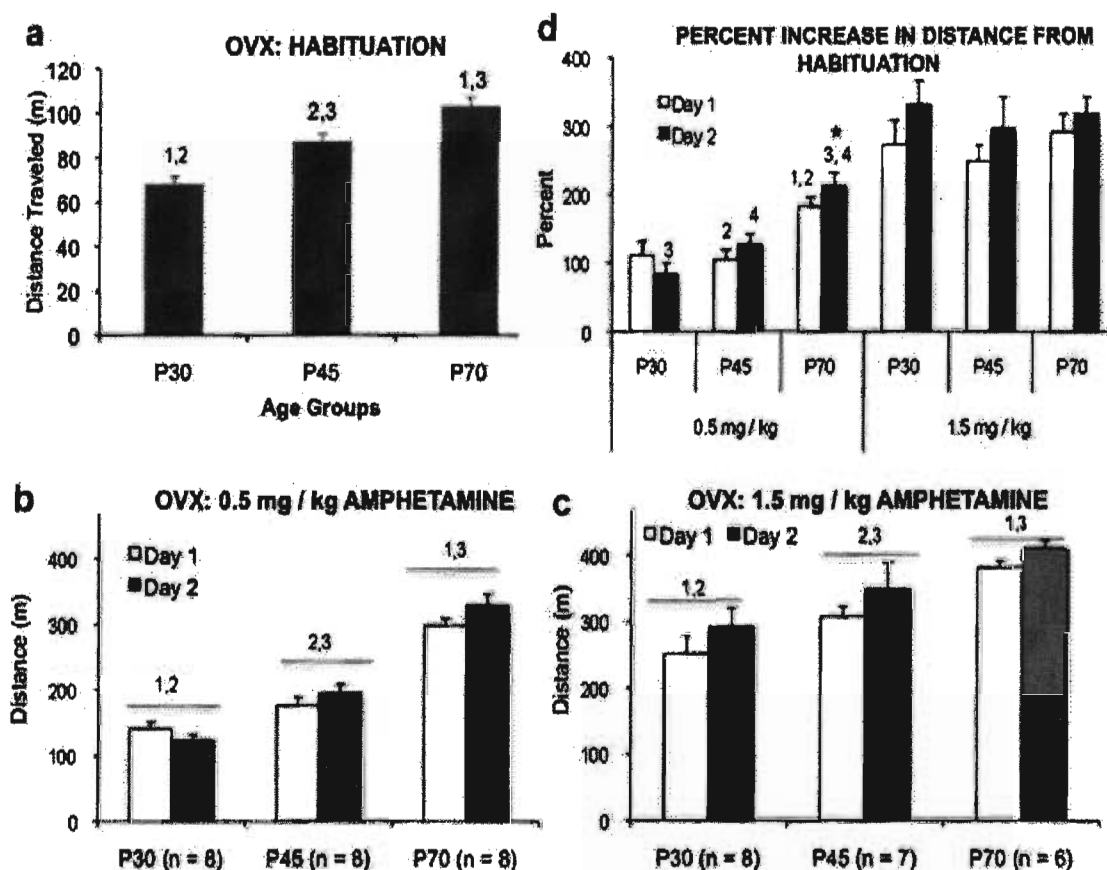 a
OVX: HABITUATION
Distance Traveled (m)
120
100
80
60
40
20
0
1,2
2,3
1,3
P30 P45 P70
Age Groups
d
PERCENT INCREASE IN DISTANCE FROM
HABITUATION
Percent
400
300
200
100
0
Day 1
Day 2
3
2
4
1,2
*
3, 4
P30 P45 P70 P30 P45 P70
0.5 mg / kg 1.5 mg / kg
b
OVX: 0.5 mg / kg AMPHETAMINE
Distance (m)
400
300
200
100
0
Day 1
Day 2
1,2
2,3
1,3
P30 (n = 8) P45 (n = 8) P70 (n = 8)
c
OVX: 1.5 mg / kg AMPHETAMINE
Distance (m)
400
300
200
100
0
Day 1 Day 2
1,2
2,3
1,3
P30 (n = 8) P45 (n = 7) P70 (n = 6)